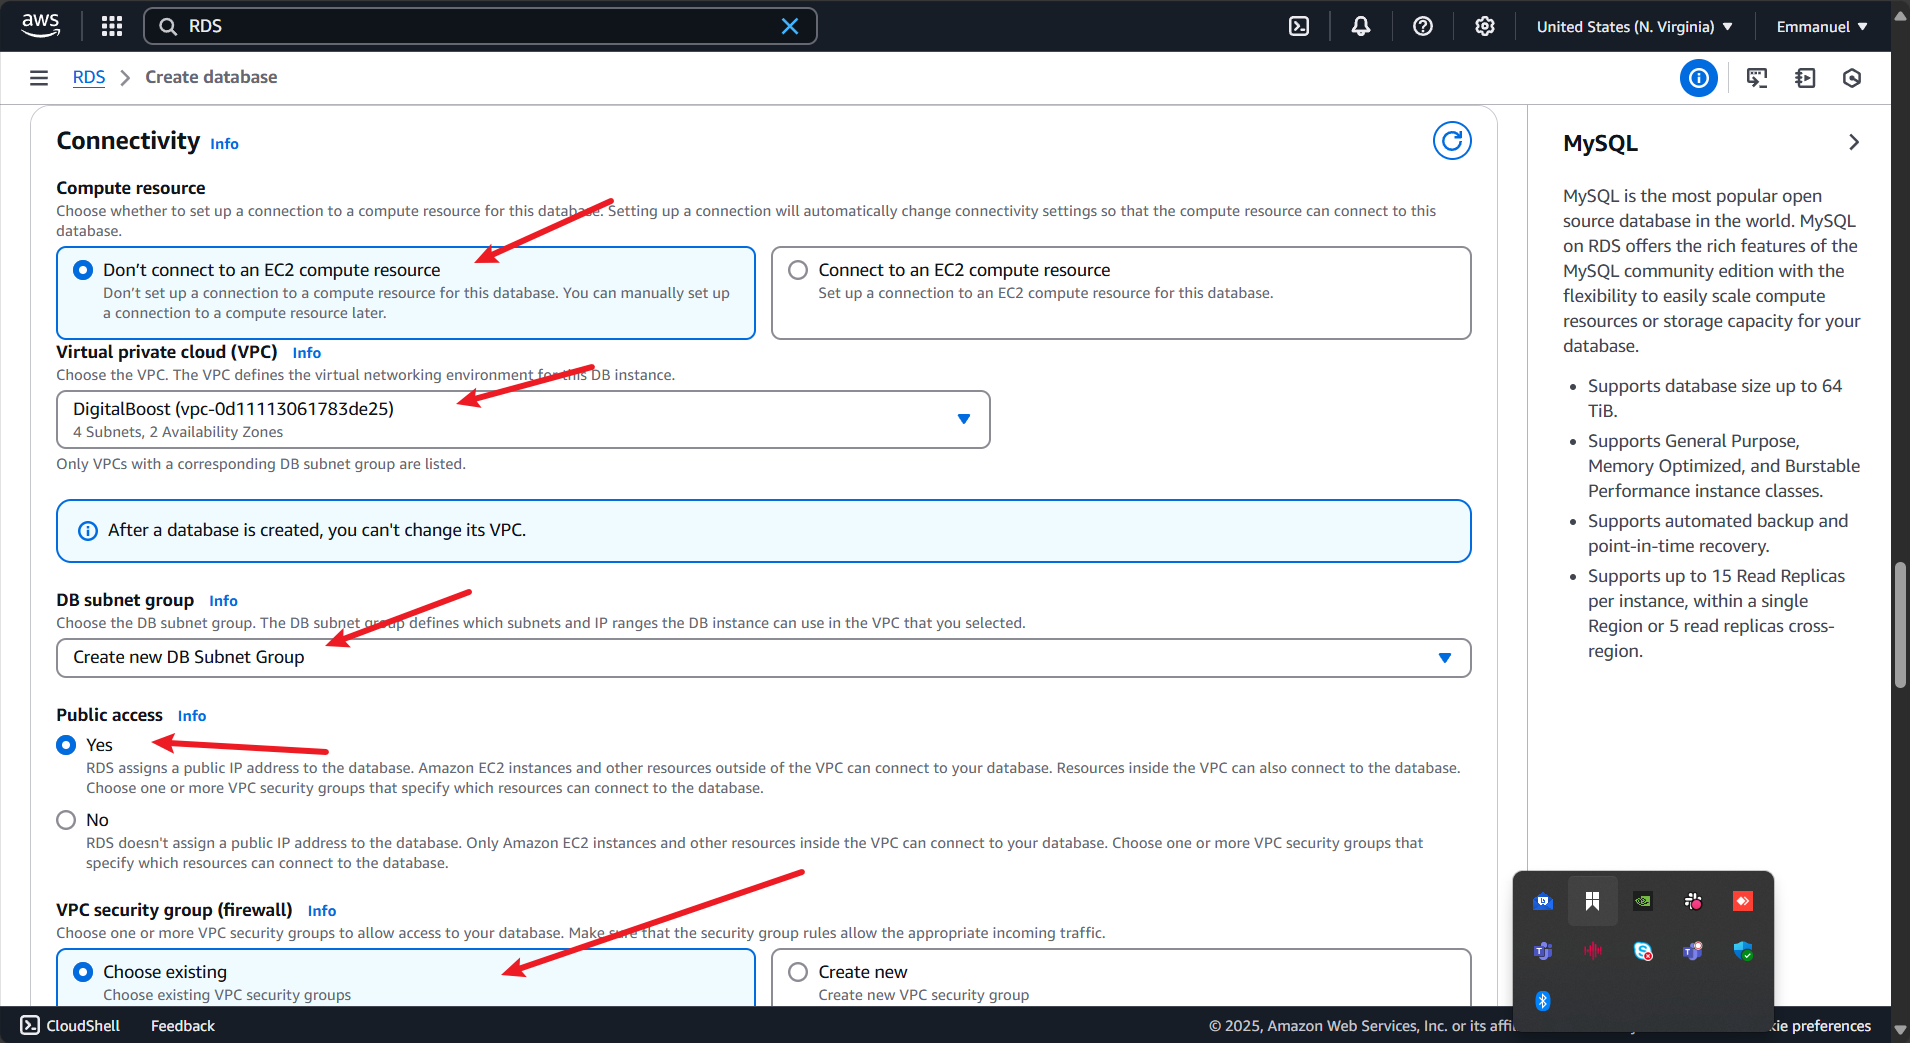 aws
RDS
United States (N. Virginia)
Emmanuel
RDS
Create database
Connectivity Info
Compute resource
Choose whether to set up a connection to a compute resource for this database. Setting up a connection will automatically change connectivity settings so that the compute resource can connect to this
database.
Don’t connect to an EC2 compute resource
Don’t set up a connection to a compute resource for this database. You can manually set up
a connection to a compute resource later.
Connect to an EC2 compute resource
Set up a connection to an EC2 compute resource for this database.
Virtual private cloud (VPC) Info
Choose the VPC. The VPC defines the virtual networking environment for this DB instance.
DigitalBoost (vpc-0d11113061783de25)
4 Subnets, 2 Availability Zones
Only VPCs with a corresponding DB subnet group are listed.
After a database is created, you can't change its VPC.
DB subnet group Info
Choose the DB subnet group. The DB subnet group defines which subnets and IP ranges the DB instance can use in the VPC that you selected.
Create new DB Subnet Group
Public access Info
Yes
RDS assigns a public IP address to the database. Amazon EC2 instances and other resources outside of the VPC can connect to your database. Resources inside the VPC can also connect to the database.
Choose one or more VPC security groups that specify which resources can connect to the database.
No
RDS doesn't assign a public IP address to the database. Only Amazon EC2 instances and other resources inside the VPC can connect to your database. Choose one or more VPC security groups that
specify which resources can connect to the database.
VPC security group (firewall) Info
Choose one or more VPC security groups to allow access to your database. Make sure that the security group rules allow the appropriate incoming traffic.
Choose existing
Choose existing VPC security groups
Create new
Create new VPC security group
MySQL
MySQL is the most popular open
source database in the world. MySQL
on RDS offers the rich features of the
MySQL community edition with the
flexibility to easily scale compute
resources or storage capacity for your
database.
• Supports database size up to 64
TiB.
• Supports General Purpose,
Memory Optimized, and Burstable
Performance instance classes.
• Supports automated backup and
point-in-time recovery.
• Supports up to 15 Read Replicas
per instance, within a single
Region or 5 read replicas cross-
region.
CloudShell
Feedback
© 2025, Amazon Web Services, Inc. or its affi
kie preferences